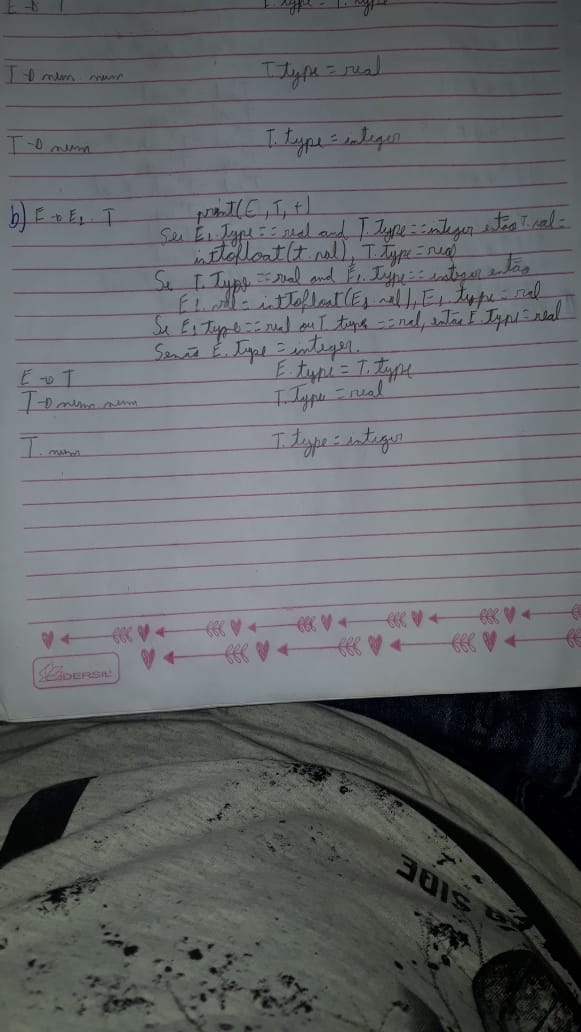 E → T E. type = T. type
T → num num T.type = real
T → num T. type = integer
b) E → E₁ . T print(E, T, +)
Se E₁.Type == real and T.Type == integer então T.val =
inttofloat(t.val), T.type = real
Se T.Type == real and E₁.type == integer então
E1.val = intTofloat(E₁ val), E₁ type = real
Se E₁ type == real ou T type == real, então E.Type = real
Senão E. Type = integer.
E → T E. type = T.type
T → num num T.Type = real
T. num T. type = integer
DERSIL
SIDE